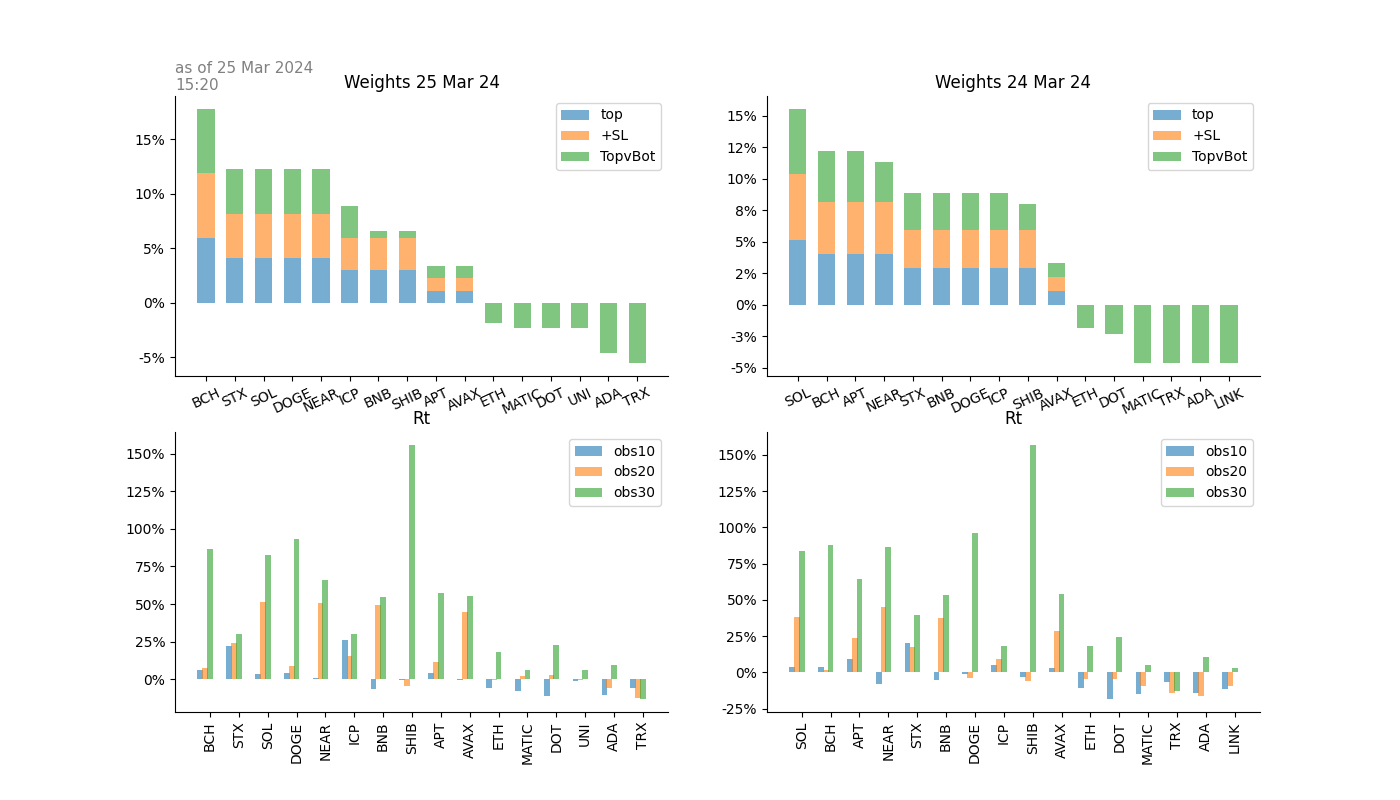 as of 25 Mar 2024
15:20
Weights 25 Mar 24
top
+SL
TopvBot
15%
10%
5%
0%
-5%
BCH STX SOL DOGE NEAR ICP BNB SHIB APT AVAX ETH MATIC DOT UNI ADA TRX
Weights 24 Mar 24
top
+SL
TopvBot
15%
12%
10%
8%
5%
2%
0%
-3%
-5%
SOL BCH APT NEAR STX BNB DOGE ICP SHIB AVAX ETH DOT MATIC TRX ADA LINK
Rt
obs10
obs20
obs30
150%
125%
100%
75%
50%
25%
0%
BCH STX SOL DOGE NEAR ICP BNB SHIB APT AVAX ETH MATIC DOT UNI ADA TRX
Rt
obs10
obs20
obs30
150%
125%
100%
75%
50%
25%
0%
-25%
SOL BCH APT NEAR STX BNB DOGE ICP SHIB AVAX ETH DOT MATIC TRX ADA LINK